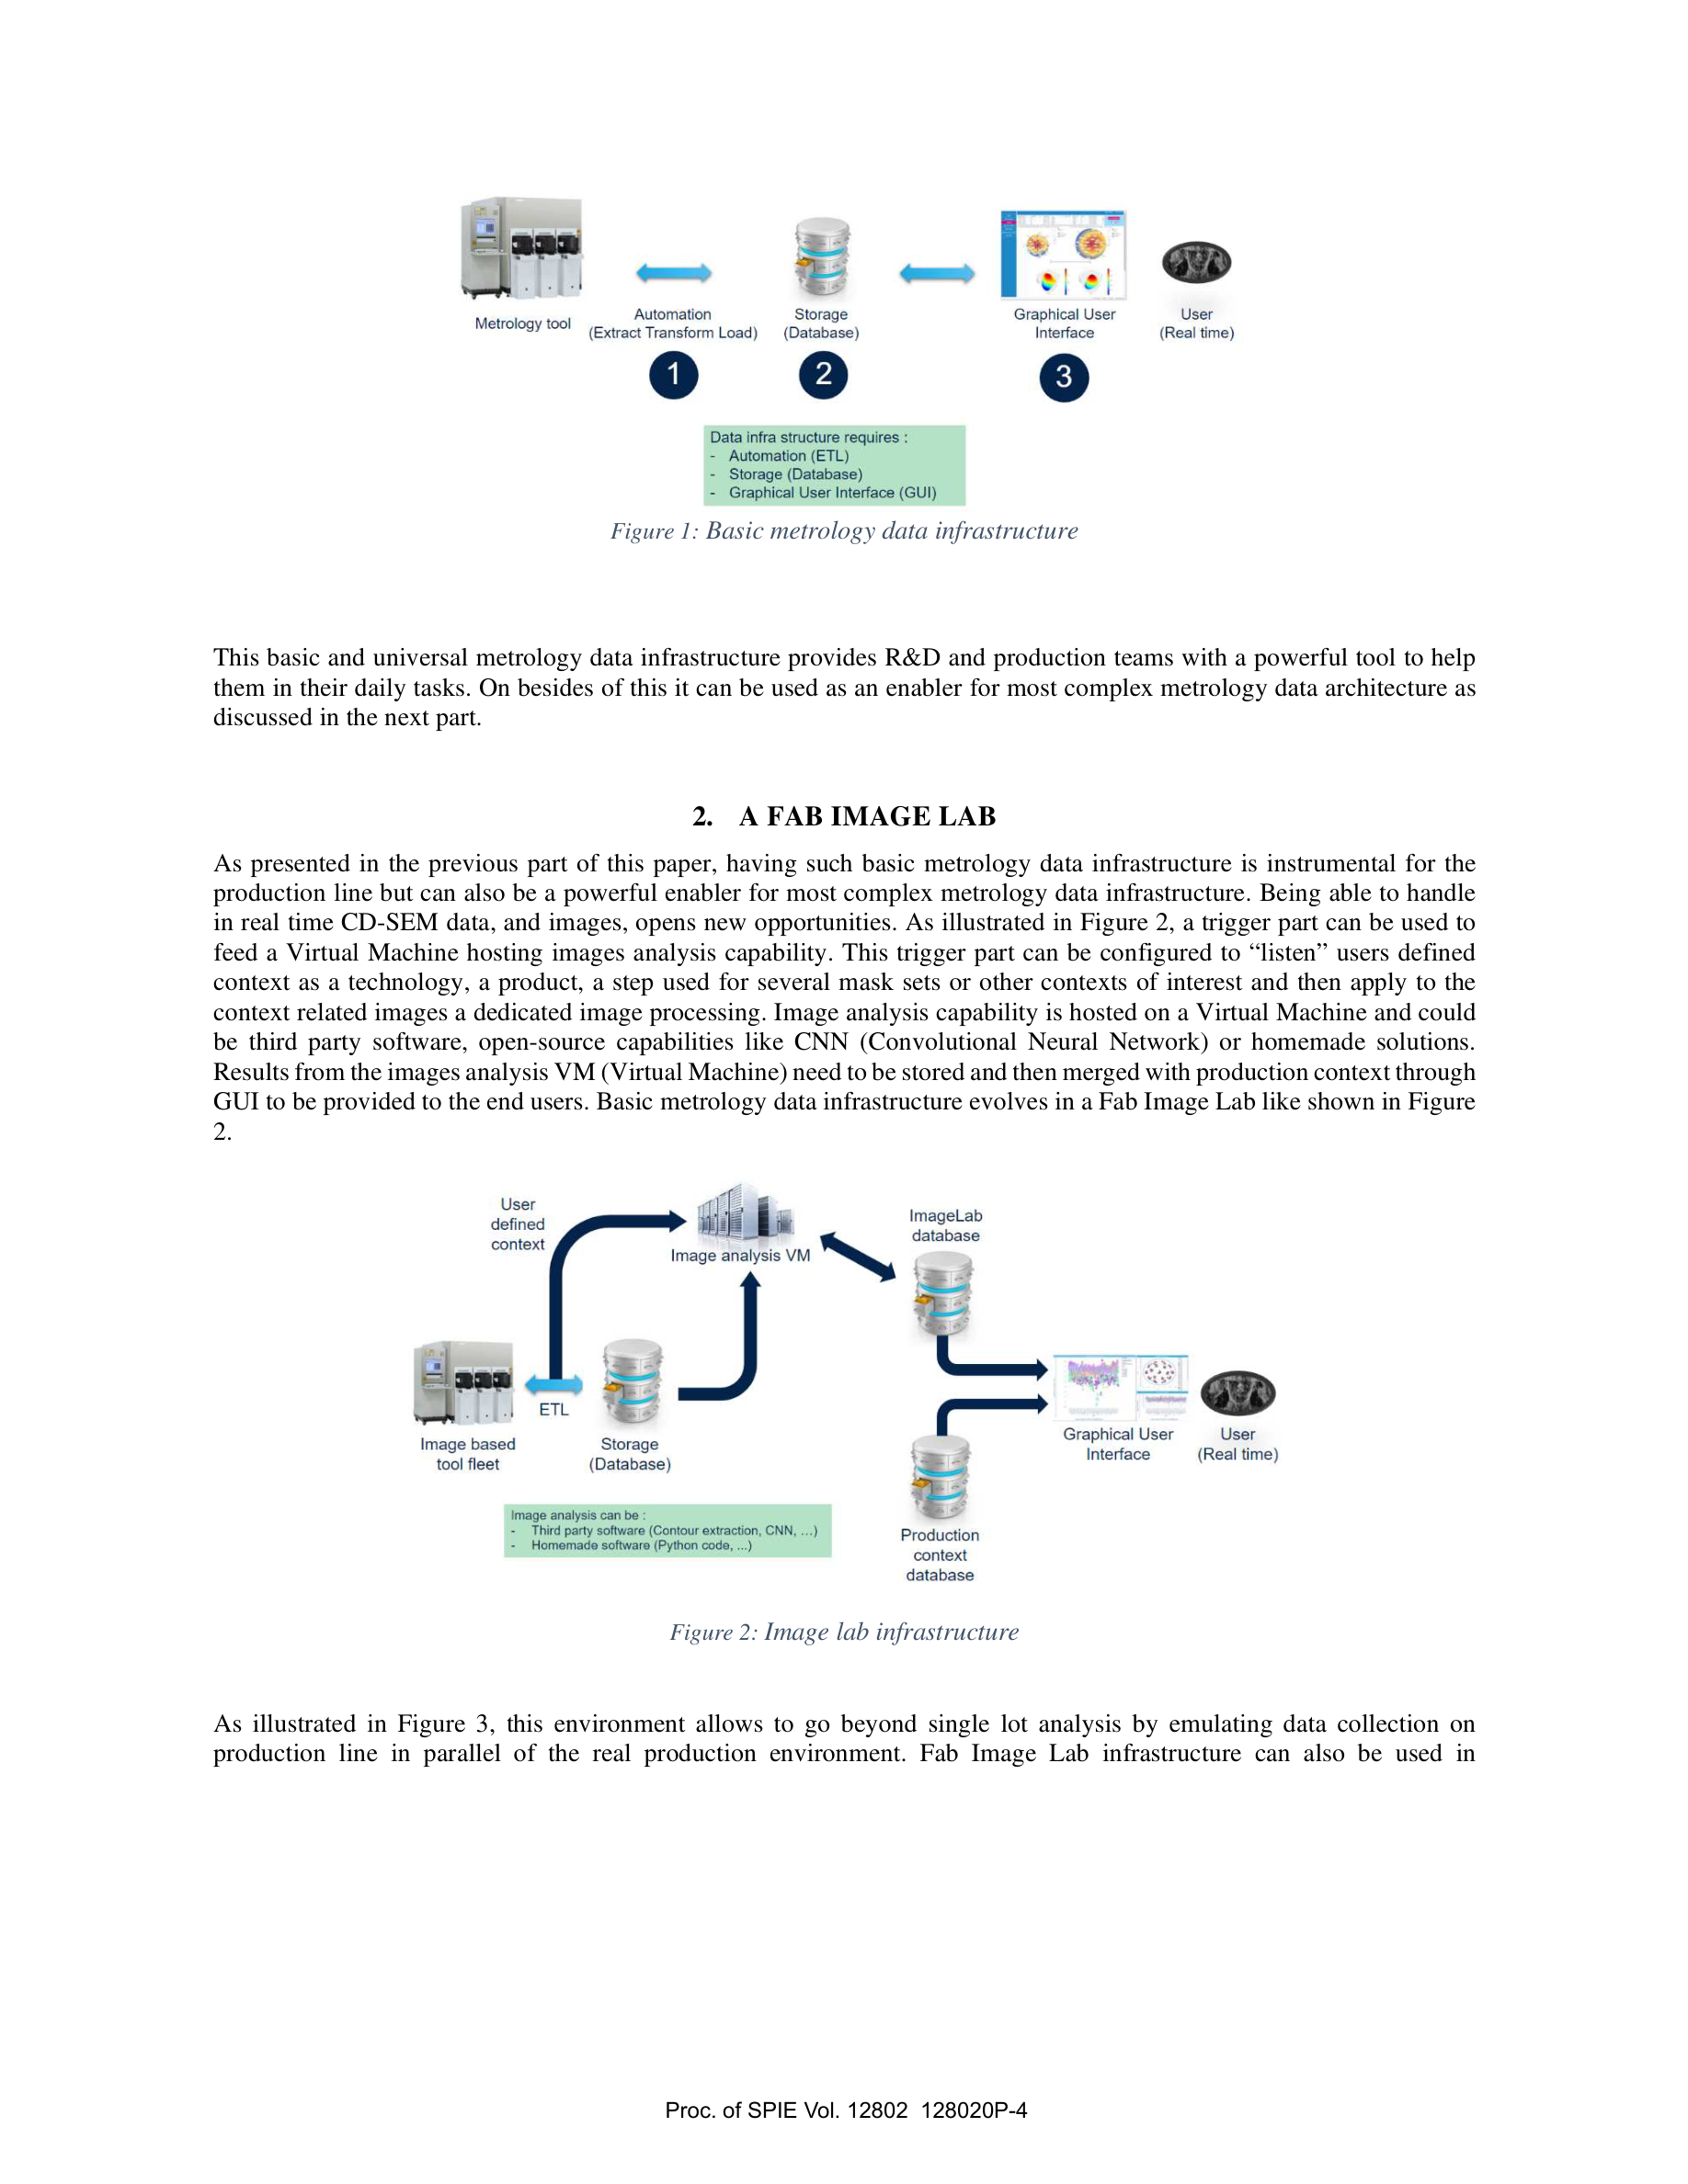 Metrology tool
Automation
(Extract Transform Load)
Storage
(Database)
Graphical User
Interface
User
(Real time)
1
2
3
Data infra structure requires :
- Automation (ETL)
- Storage (Database)
- Graphical User Interface (GUI)
Figure 1: Basic metrology data infrastructure
This basic and universal metrology data infrastructure provides R&D and production teams with a powerful tool to help
them in their daily tasks. On besides of this it can be used as an enabler for most complex metrology data architecture as
discussed in the next part.
2. A FAB IMAGE LAB
As presented in the previous part of this paper, having such basic metrology data infrastructure is instrumental for the
production line but can also be a powerful enabler for most complex metrology data infrastructure. Being able to handle
in real time CD-SEM data, and images, opens new opportunities. As illustrated in Figure 2, a trigger part can be used to
feed a Virtual Machine hosting images analysis capability. This trigger part can be configured to “listen” users defined
context as a technology, a product, a step used for several mask sets or other contexts of interest and then apply to the
context related images a dedicated image processing. Image analysis capability is hosted on a Virtual Machine and could
be third party software, open-source capabilities like CNN (Convolutional Neural Network) or homemade solutions.
Results from the images analysis VM (Virtual Machine) need to be stored and then merged with production context through
GUI to be provided to the end users. Basic metrology data infrastructure evolves in a Fab Image Lab like shown in Figure
2.
User
defined
context
Image analysis VM
ImageLab
database
ETL
Image based
tool fleet
Storage
(Database)
Graphical User
Interface
User
(Real time)
Image analysis can be :
- Third party software (Contour extraction, CNN, ...)
- Homemade software (Python code, ...)
Production
context
database
Figure 2: Image lab infrastructure
As illustrated in Figure 3, this environment allows to go beyond single lot analysis by emulating data collection on
production line in parallel of the real production environment. Fab Image Lab infrastructure can also be used in
Proc. of SPIE Vol. 12802 128020P-4